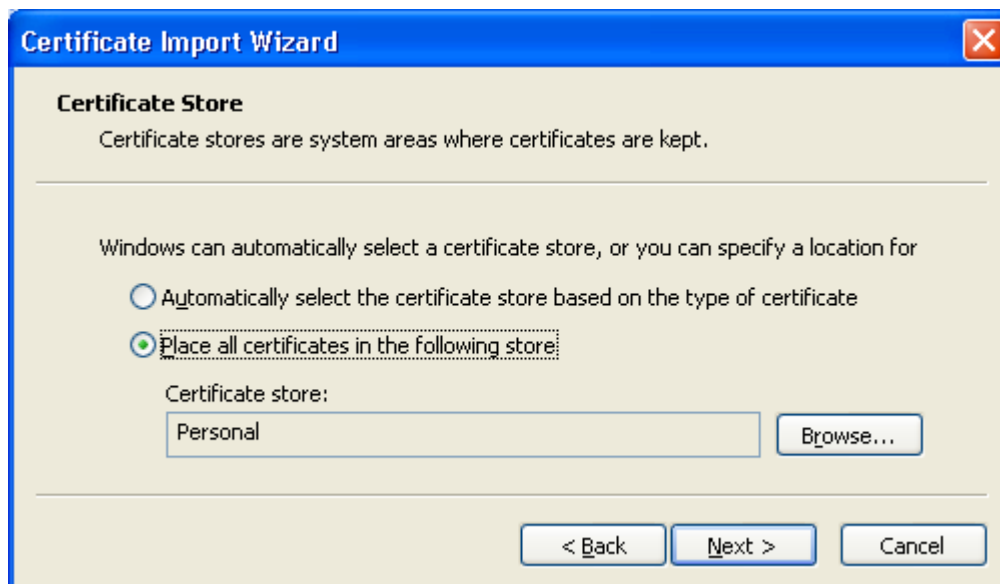 Certificate Import Wizard
Certificate Store
Certificate stores are system areas where certificates are kept.
Windows can automatically select a certificate store, or you can specify a location for
Automatically select the certificate store based on the type of certificate
Place all certificates in the following store
Certificate store:
Personal
Browse...
< Back
Next >
Cancel